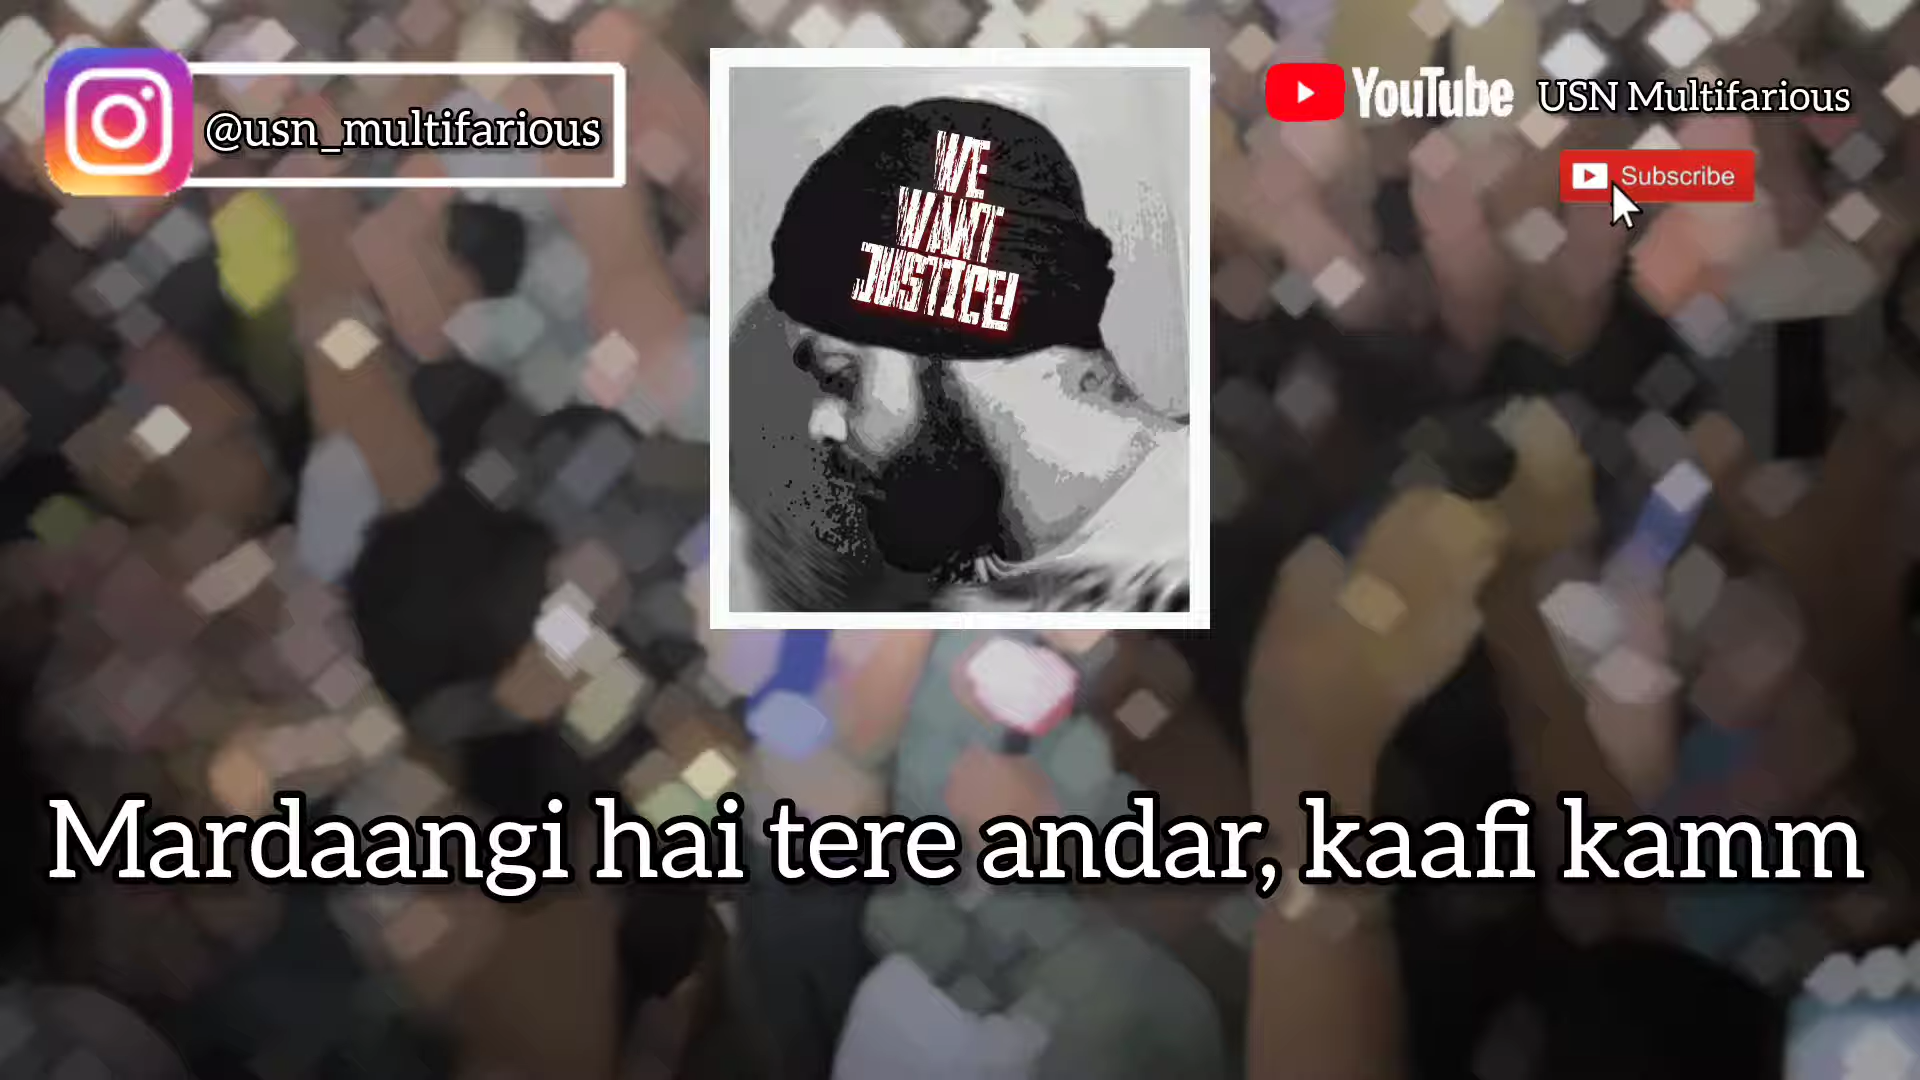 @usn_multifarious
WE
WANT
JUSTICE!
YouTube USN Multifarious
Subscribe
Mardaangi hai tere andar, kaafi kamm